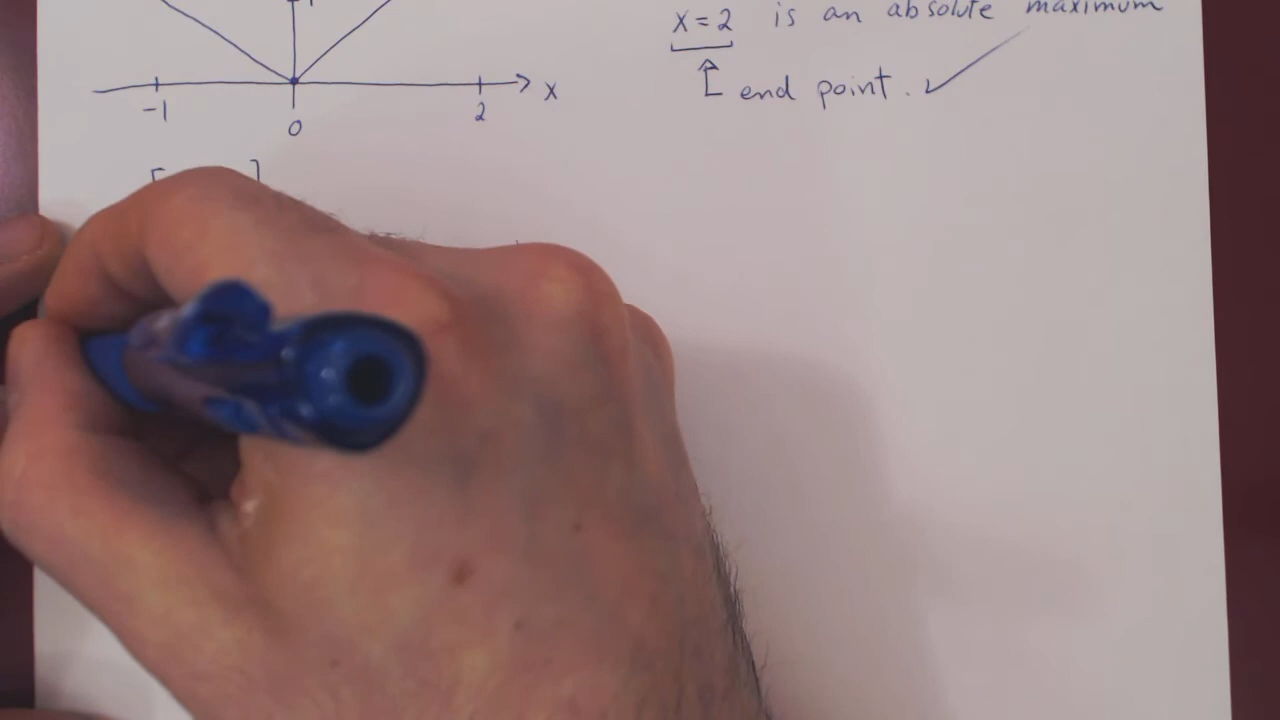 x = 2 is an absolute maximum
end point. ✓
x
-1 2
0
[ ]